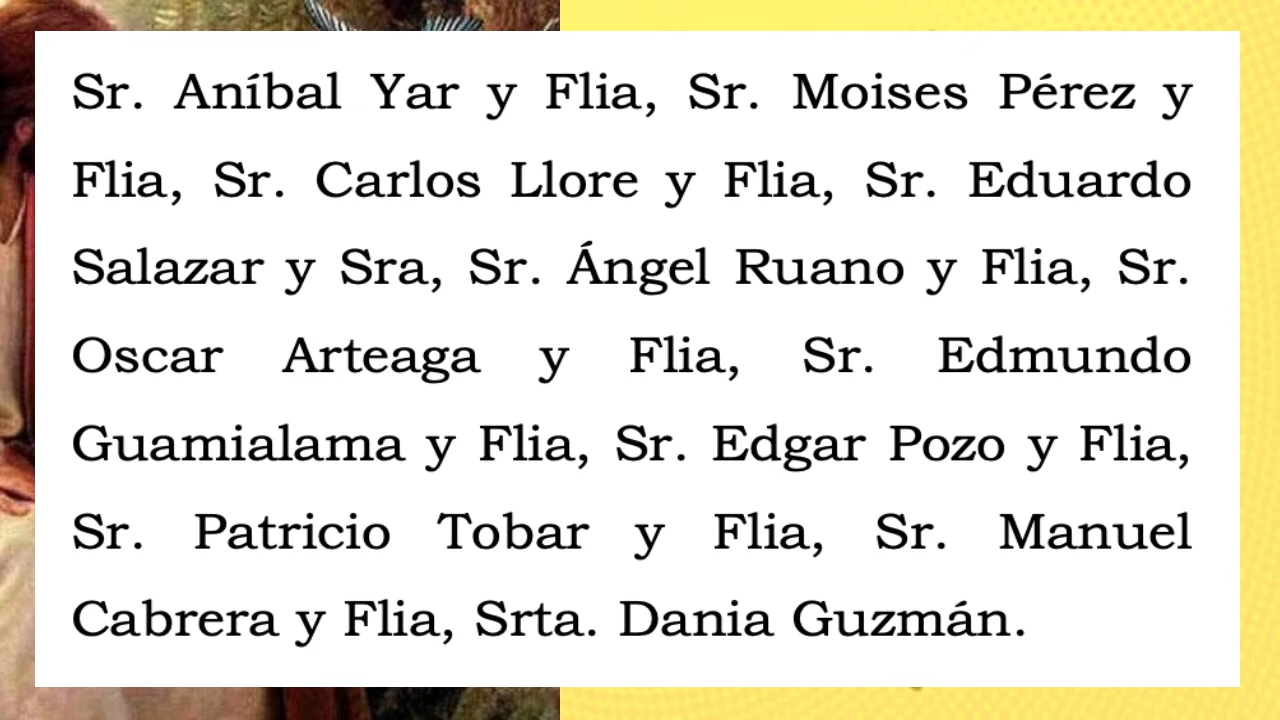 Sr. Aníbal Yar y Flia, Sr. Moises Pérez y
Flia, Sr. Carlos Llore y Flia, Sr. Eduardo
Salazar y Sra, Sr. Ángel Ruano y Flia, Sr.
Oscar Arteaga y Flia, Sr. Edmundo
Guamialama y Flia, Sr. Edgar Pozo y Flia,
Sr. Patricio Tobar y Flia, Sr. Manuel
Cabrera y Flia, Srta. Dania Guzmán.